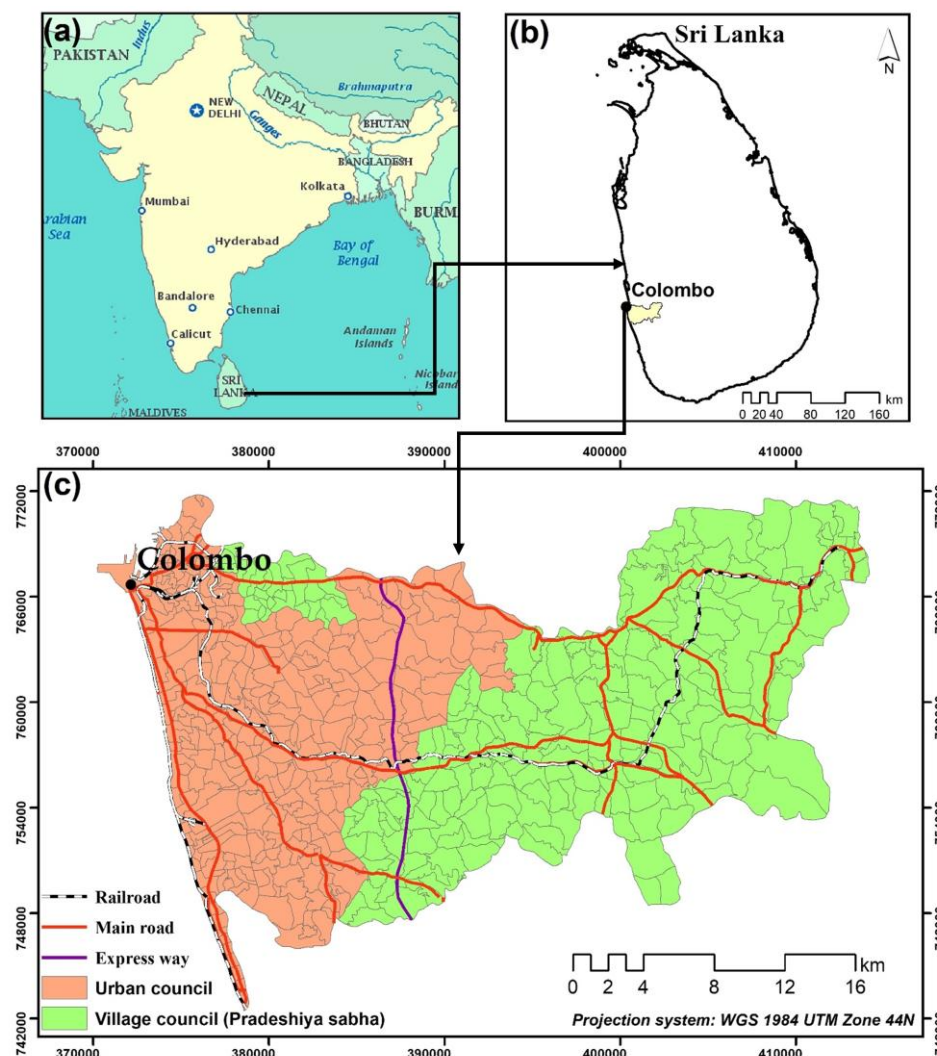 (a)
Indus
PAKISTAN
NEW
DELHI
NEPAL
Brahmaputra
Ganges
BHUTAN
BANGLADESH
Kolkata
Mumbai
BURM
rabian
Sea
Hyderabad
Bay of
Bengal
Bandalore
Chennai
Calicut
Andanian
Islands
SRI
LANKA
Nicobar
Island
MALDIVES
(b)
Sri Lanka
N
Colombo
0 20 40 80 120 160
km
370000 380000 390000 400000 410000
(c)
772000
766000
760000
754000
748000
742000
Colombo
Railroad
Main road
Express way
Urban council
Village council (Pradeshiya sabha)
km
0 2 4 8 12 16
Projection system: WGS 1984 UTM Zone 44N
370000 380000 390000 400000 410000